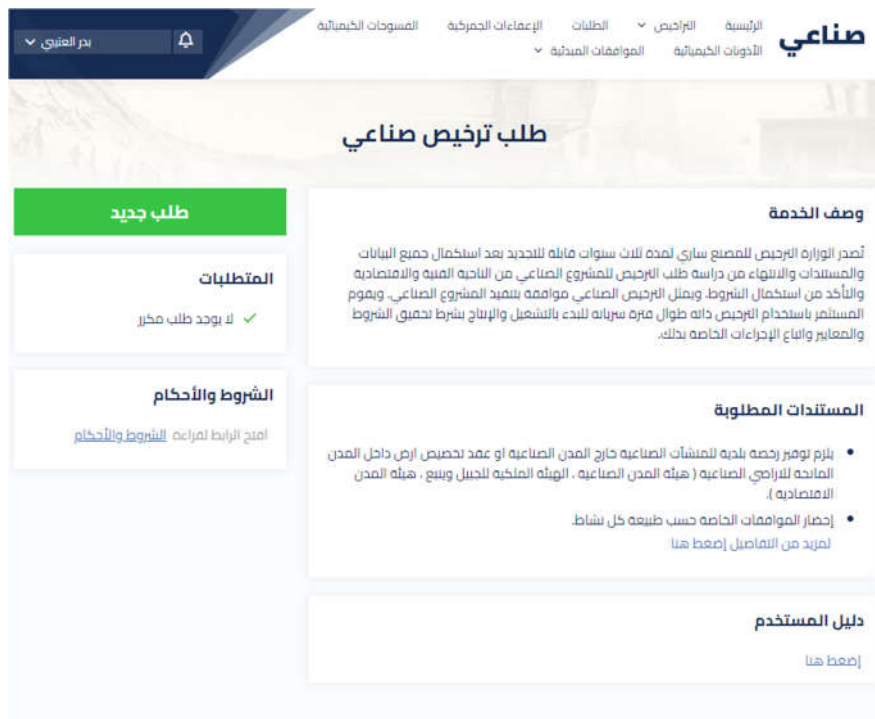 صناعي
الرئيسية التراخيص الطلبات الإعفاءات الجمركية الفسوحات الكيميائية
الأذونات الكيميائية الموافقات المبدئية
بدر العتيبي
طلب ترخيص صناعي
وصف الخدمة
تُصدر الوزارة الترخيص للمصنع ساري لمدة ثلاث سنوات قابلة للتجديد بعد استكمال جميع البيانات
والمستندات والانتهاء من دراسة طلب الترخيص للمشروع الصناعي من الناحية الفنية والاقتصادية
والتأكد من استكمال الشروط. ويمثل الترخيص الصناعي موافقة بتنفيذ المشروع الصناعي. ويقوم
المستثمر باستخدام الترخيص ذاته طوال فترة سريانه للبدء بالتشغيل والإنتاج بشرط تحقيق الشروط
والمعايير واتباع الإجراءات الخاصة بذلك.
المستندات المطلوبة
• يلزم توفير رخصة بلدية للمنشآت الصناعية خارج المدن الصناعية او عقد تخصيص ارض داخل المدن
المانحة للاراضي الصناعية ( هيئة المدن الصناعية ، الهيئة الملكية للجبيل وينبع ، هيئة المدن
الاقتصادية ).
• إحضار الموافقات الخاصة حسب طبيعة كل نشاط.
لمزيد من التفاصيل إضغط هنا
دليل المستخدم
إضغط هنا
طلب جديد
المتطلبات
لا يوجد طلب مكرر
الشروط والأحكام
افتح الرابط لقراءة الشروط والأحكام